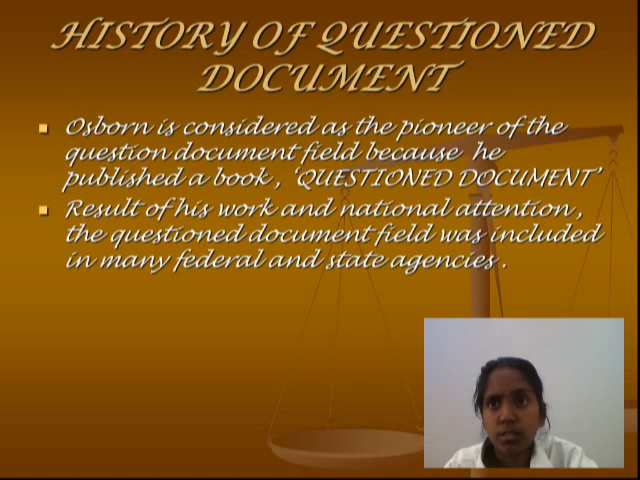 HISTORY OF QUESTIONED
DOCUMENT
Osborn is considered as the pioneer of the
question document field because he
published a book , ‘QUESTIONED DOCUMENT’
Result of his work and national attention ,
the questioned document field was included
in many federal and state agencies .